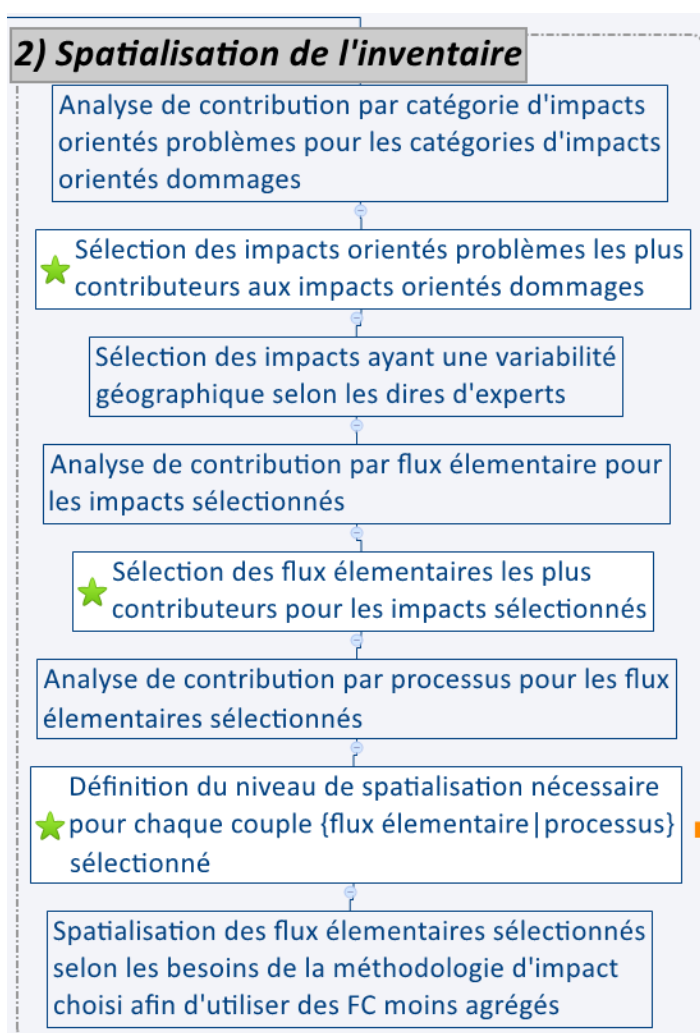 2) Spatialisation de l'inventaire
Analyse de contribution par catégorie d'impacts
orientés problèmes pour les catégories d'impacts
orientés dommages
Sélection des impacts orientés problèmes les plus
contributeurs aux impacts orientés dommages
Sélection des impacts ayant une variabilité
géographique selon les dires d'experts
Analyse de contribution par flux élementaire pour
les impacts sélectionnés
Sélection des flux élementaires les plus
contributeurs pour les impacts sélectionnés
Analyse de contribution par processus pour les flux
élementaires sélectionnés
Définition du niveau de spatialisation nécessaire
pour chaque couple {flux élementaire|processus}
sélectionné
Spatialisation des flux élementaires sélectionnés
selon les besoins de la méthodologie d'impact
choisi afin d'utiliser des FC moins agrégés